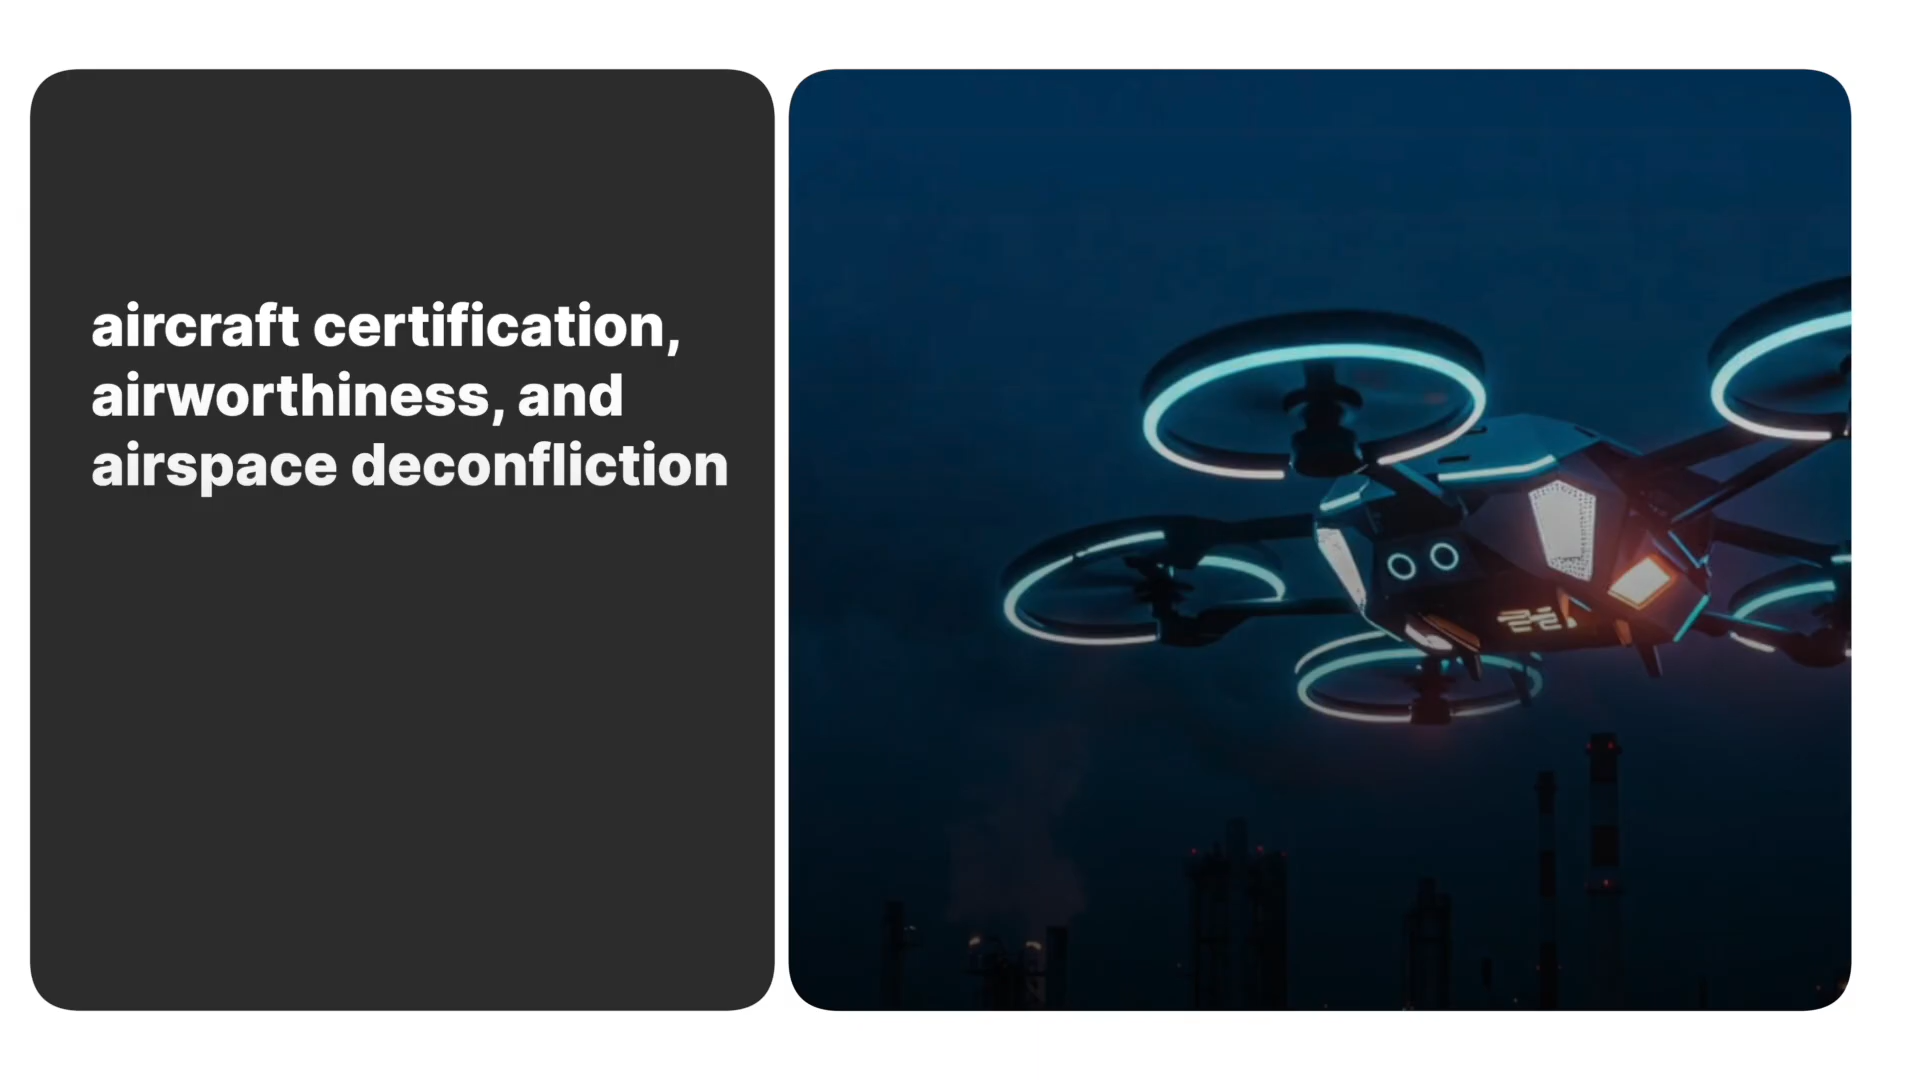 aircraft certification,
airworthiness, and
airspace deconfliction